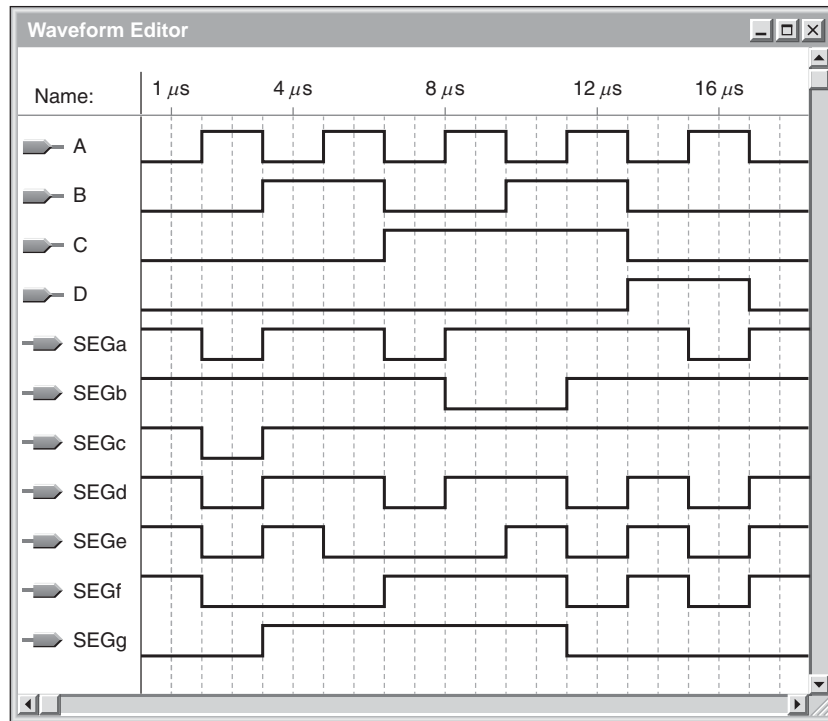 Waveform Editor
Name: 1 μs 4 μs 8 μs 12 μs 16 μs
A
B
C
D
SEGa
SEGb
SEGc
SEGd
SEGe
SEGf
SEGg